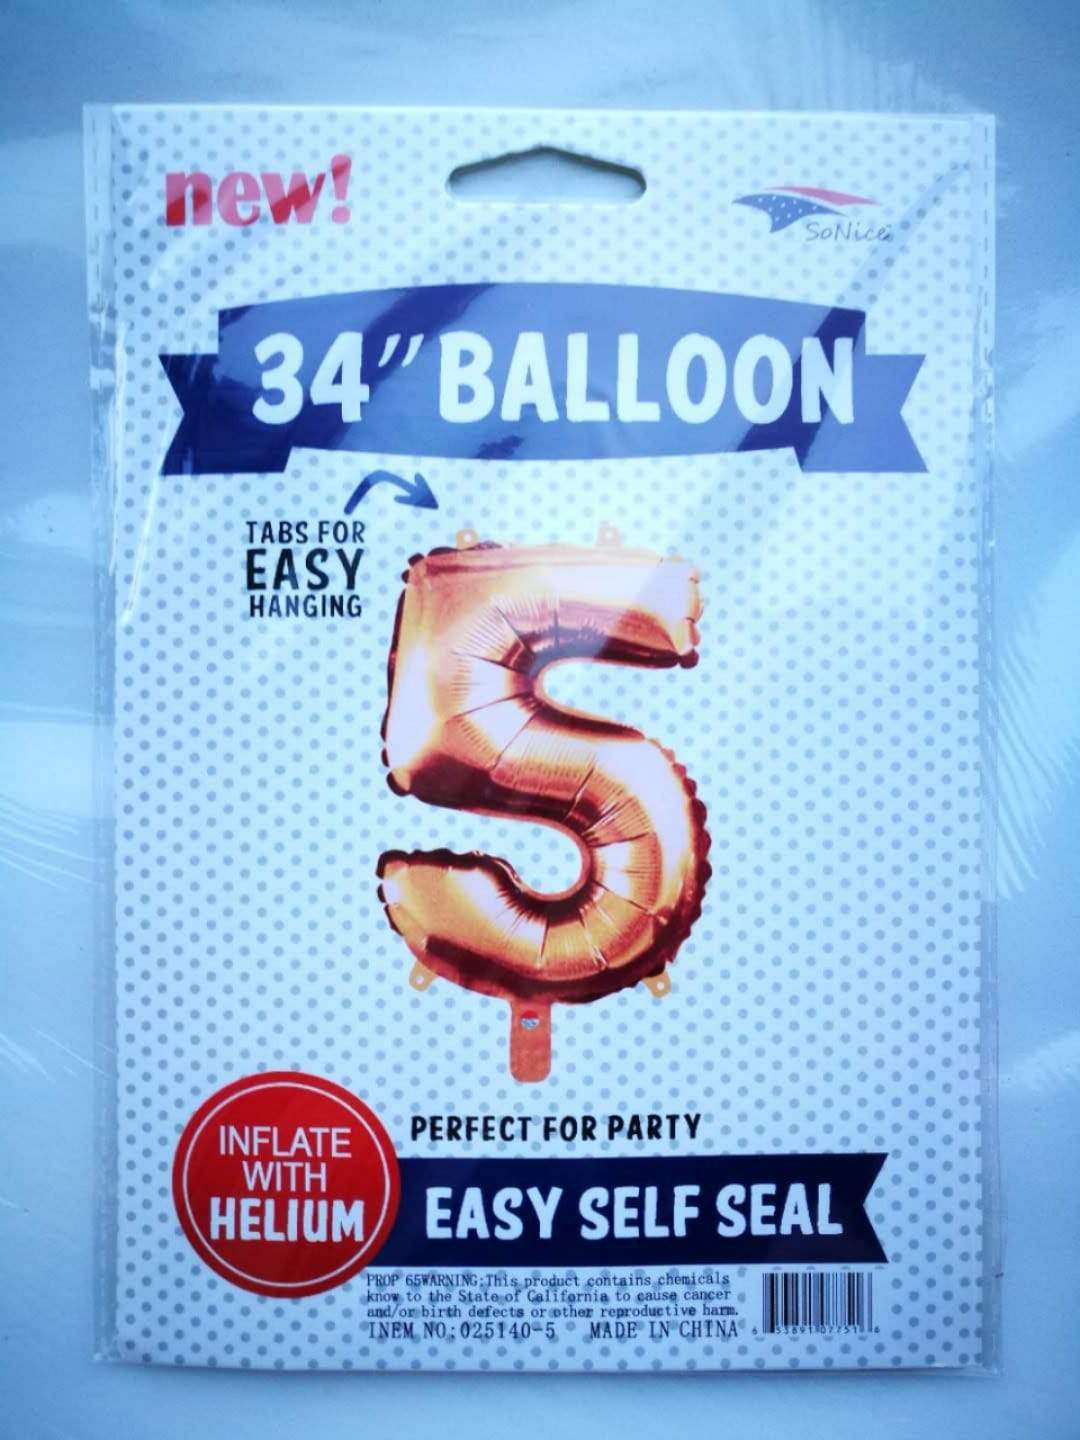 new!
SoNice
34" BALLOON
TABS FOR
EASY
HANGING
PERFECT FOR PARTY
INFLATE
WITH
HELIUM
EASY SELF SEAL
PROP 65WARNING:This product contains chemicals
know to the State of California to cause cancer
and/or birth defects or other reproductive harm.
INEM NO:025140-5 MADE IN CHINA